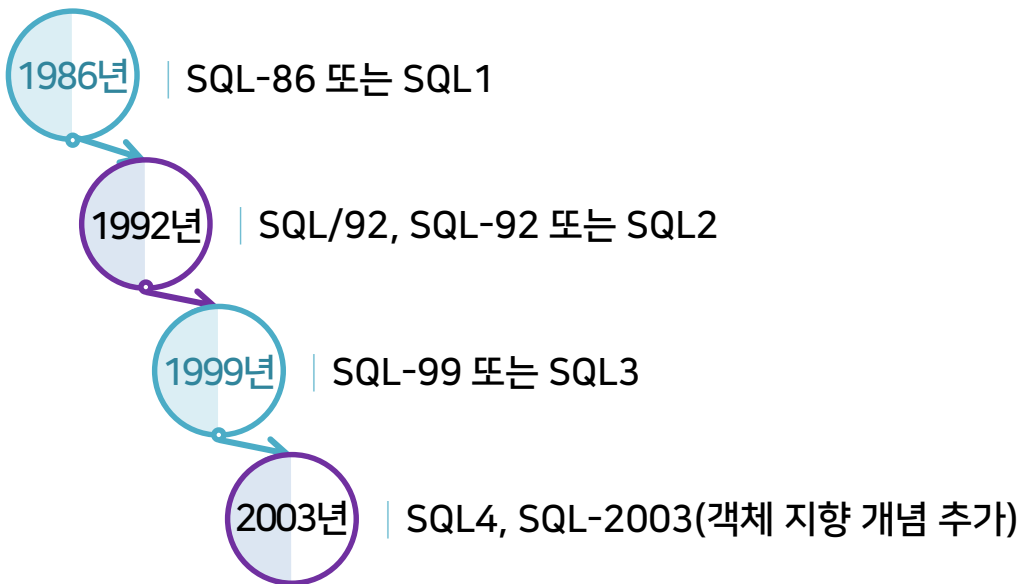 1986년 SQL-86 또는 SQL1
1992년 SQL/92, SQL-92 또는 SQL2
1999년 SQL-99 또는 SQL3
2003년 SQL4, SQL-2003(객체 지향 개념 추가)